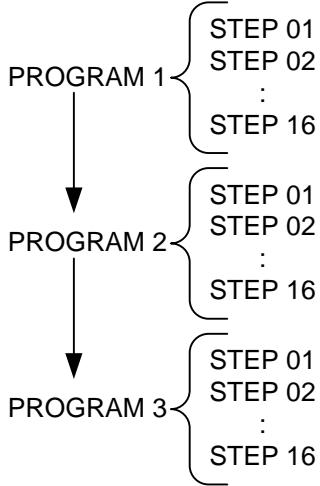 STEP 01
STEP 02
PROGRAM 1
:
STEP 16
STEP 01
STEP 02
PROGRAM 2
:
STEP 16
STEP 01
STEP 02
PROGRAM 3
:
STEP 16